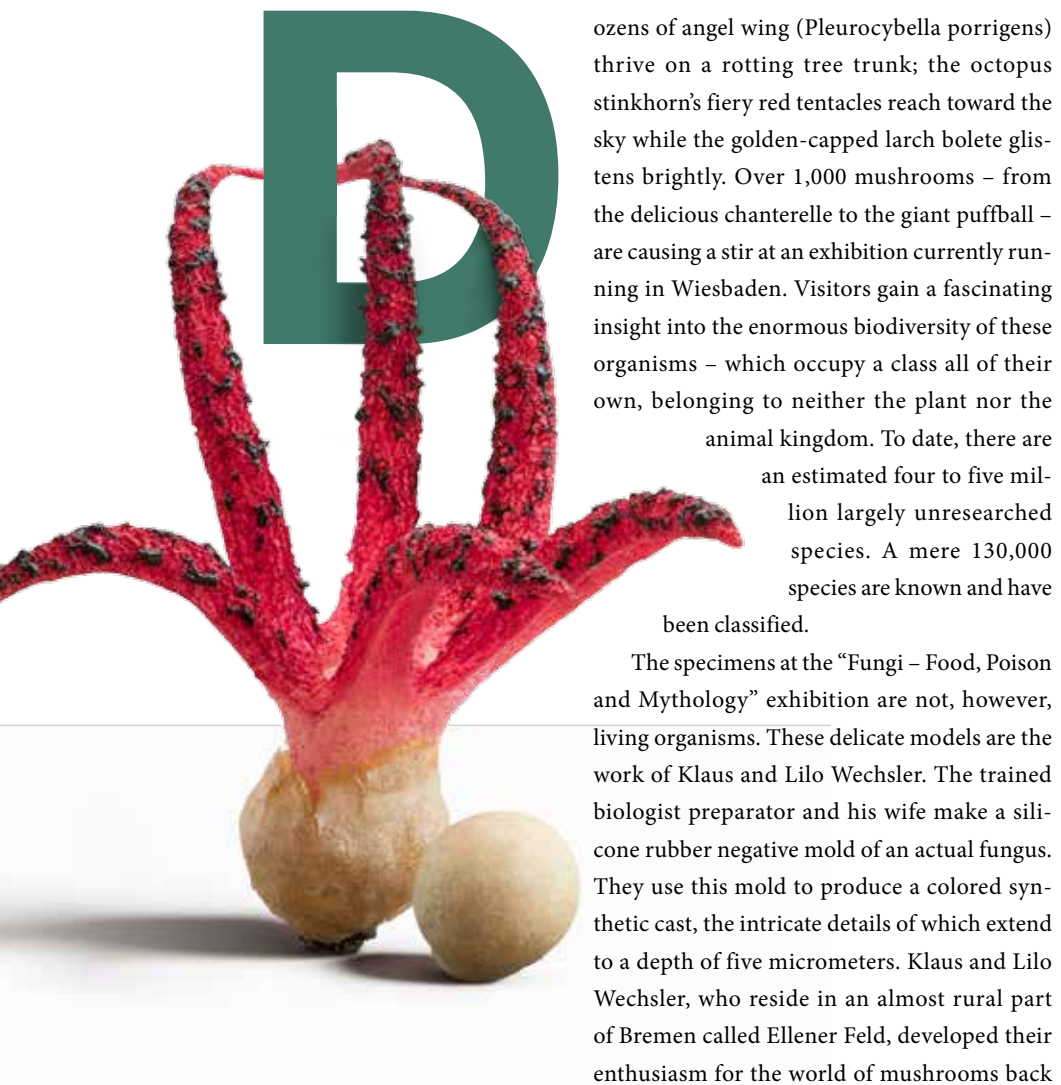 D
ozens of angel wing (Pleurocybella porrigens)
thrive on a rotting tree trunk; the octopus
stinkhorn’s fiery red tentacles reach toward the
sky while the golden-capped larch bolete glis-
tens brightly. Over 1,000 mushrooms – from
the delicious chanterelle to the giant puffball –
are causing a stir at an exhibition currently run-
ning in Wiesbaden. Visitors gain a fascinating
insight into the enormous biodiversity of these
organisms – which occupy a class all of their
own, belonging to neither the plant nor the
animal kingdom. To date, there are
an estimated four to five mil-
lion largely unresearched
species. A mere 130,000
species are known and have
been classified.
The specimens at the “Fungi – Food, Poison
and Mythology” exhibition are not, however,
living organisms. These delicate models are the
work of Klaus and Lilo Wechsler. The trained
biologist preparator and his wife make a sili-
cone rubber negative mold of an actual fungus.
They use this mold to produce a colored syn-
thetic cast, the intricate details of which extend
to a depth of five micrometers. Klaus and Lilo
Wechsler, who reside in an almost rural part
of Bremen called Ellener Feld, developed their
enthusiasm for the world of mushrooms back